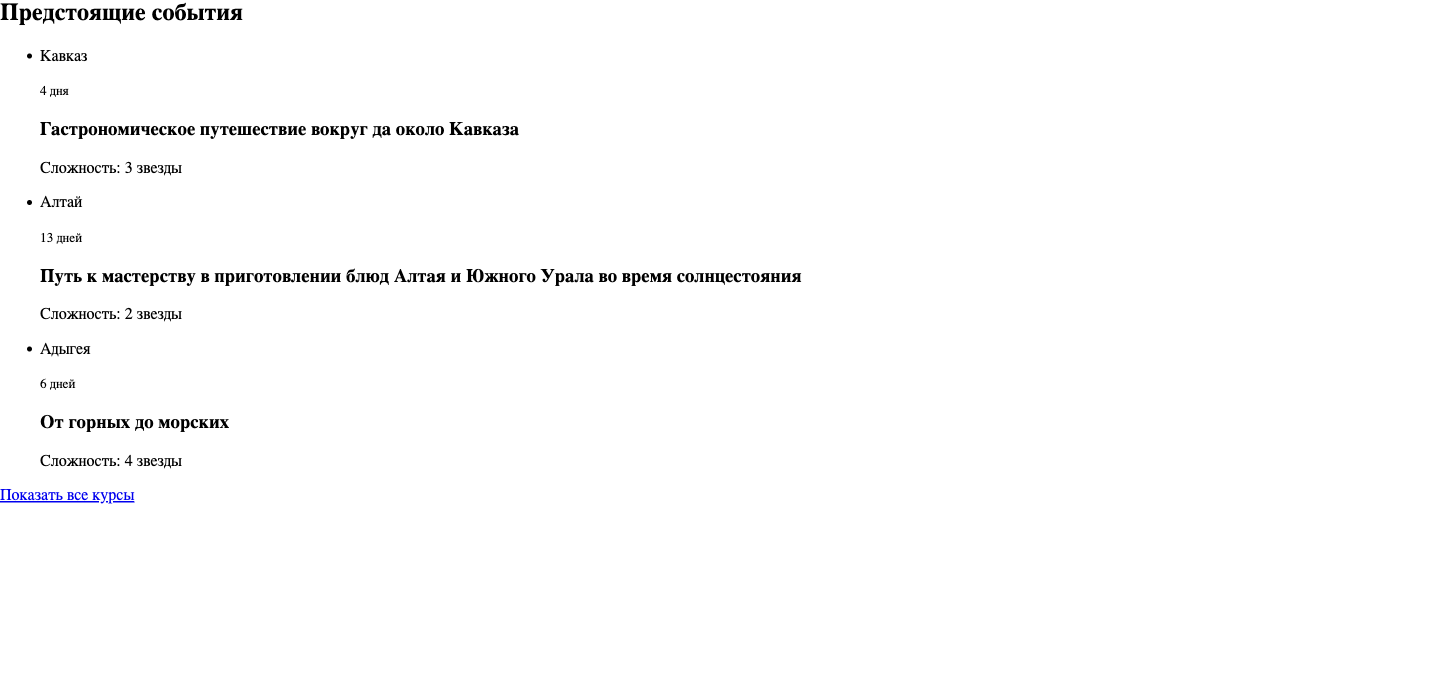 Предстоящие события
Кавказ
4 дня
Гастрономическое путешествие вокруг да около Кавказа
Сложность: 3 звезды
Алтай
13 дней
Путь к мастерству в приготовлении блюд Алтая и Южного Урала во время солнцестояния
Сложность: 2 звезды
Адыгея
6 дней
От горных до морских
Сложность: 4 звезды
Показать все курсы